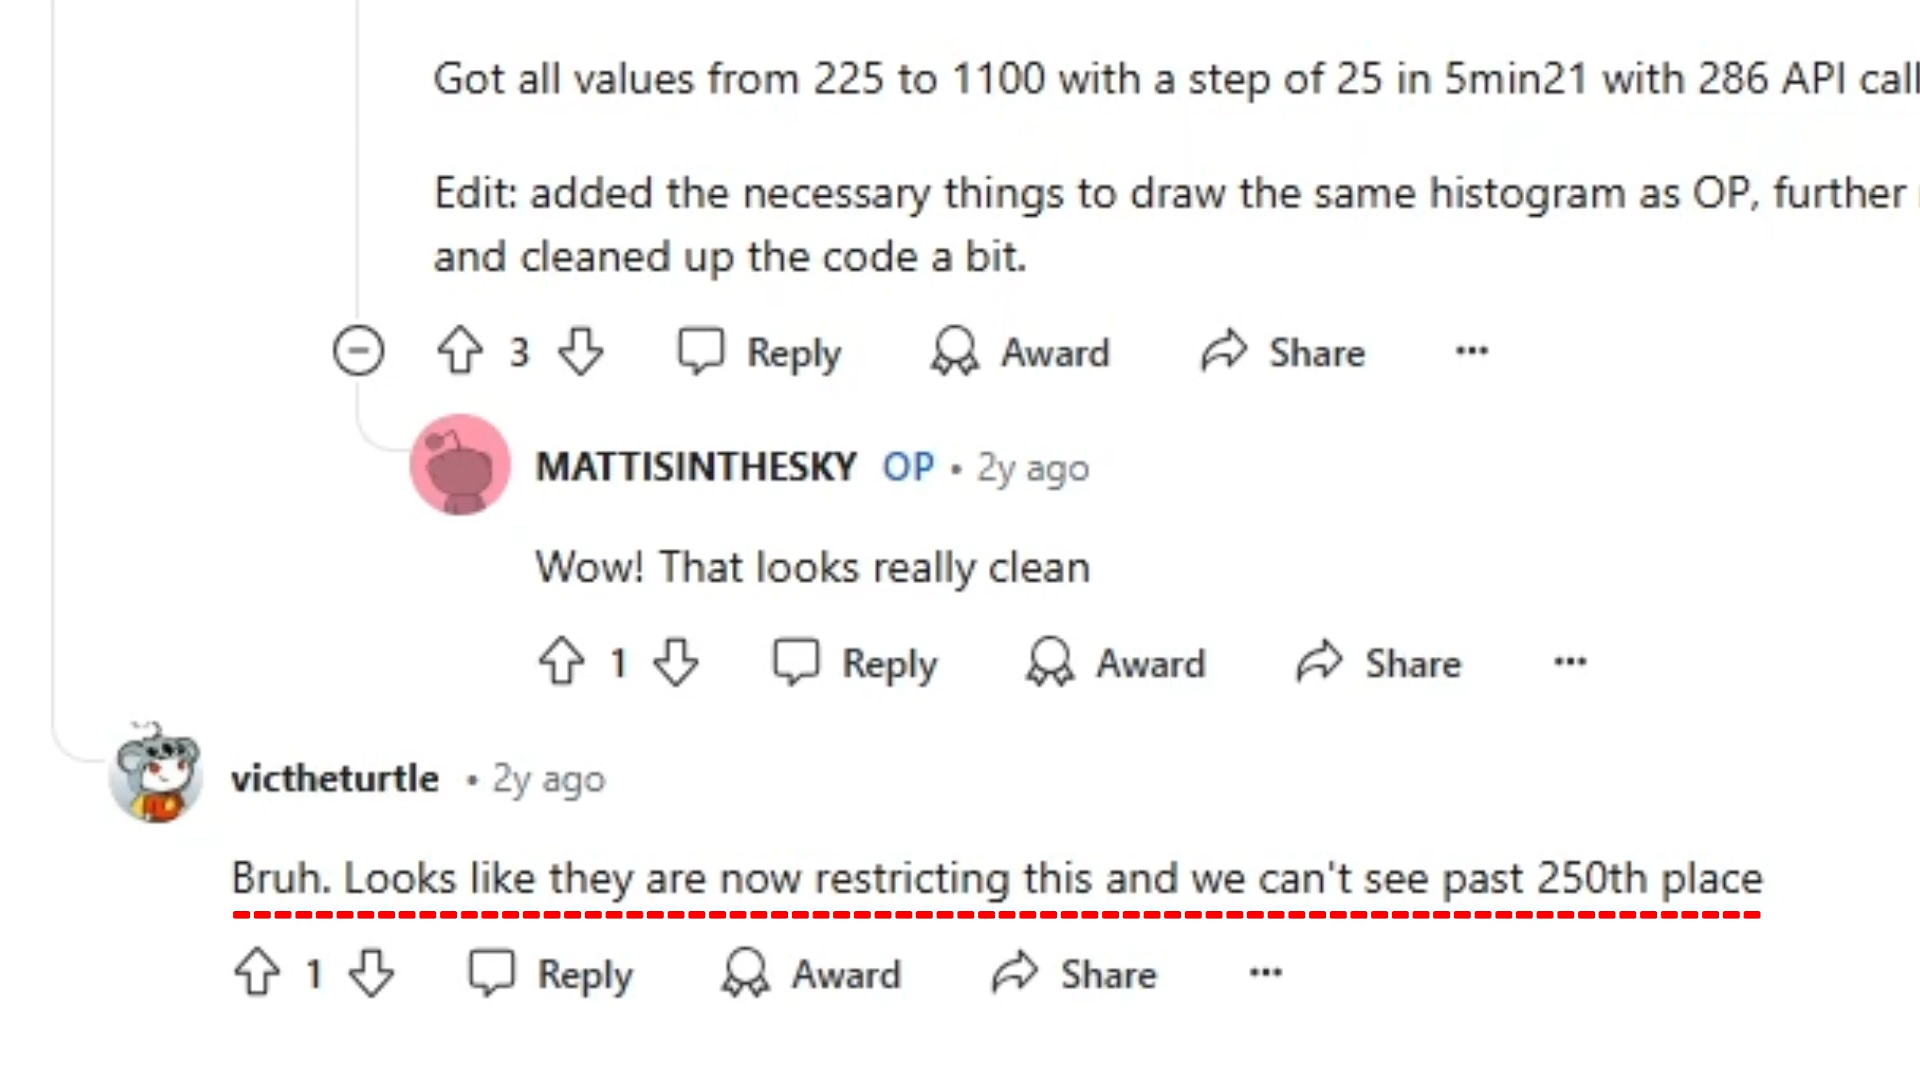 Got all values from 225 to 1100 with a step of 25 in 5min21 with 286 API call
Edit: added the necessary things to draw the same histogram as OP, further
and cleaned up the code a bit.
3 Reply Award Share ...
MATTISINTHESKY OP • 2y ago
Wow! That looks really clean
1 Reply Award Share ...
victheturtle • 2y ago
Bruh. Looks like they are now restricting this and we can't see past 250th place
1 Reply Award Share ...